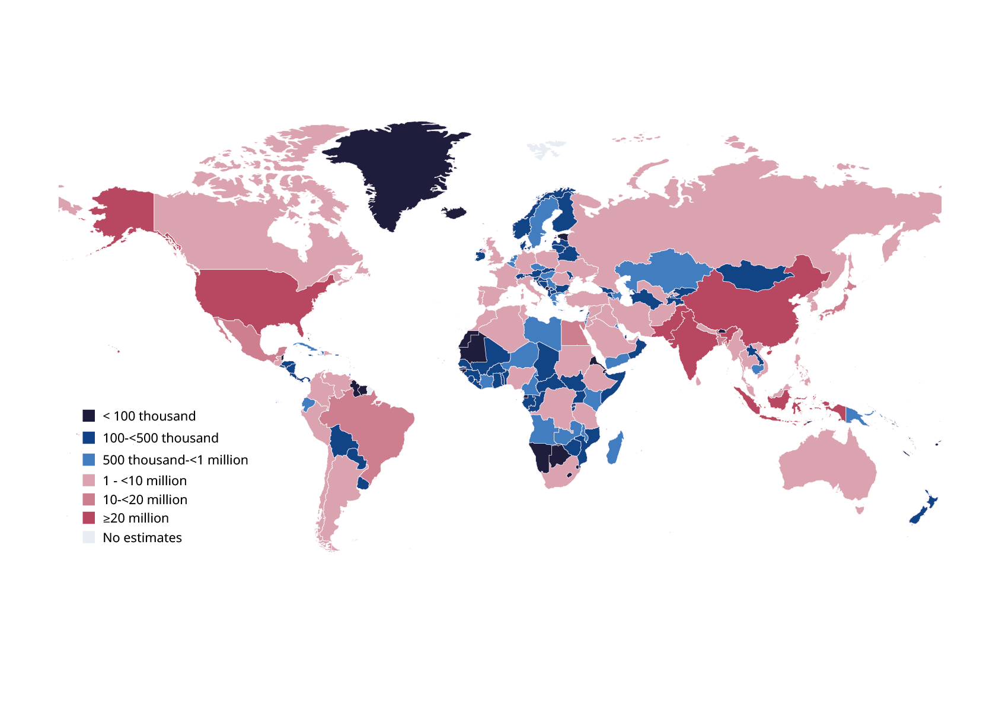 < 100 thousand
100-<500 thousand
500 thousand-<1 million
1 - <10 million
10-<20 million
≥20 million
No estimates